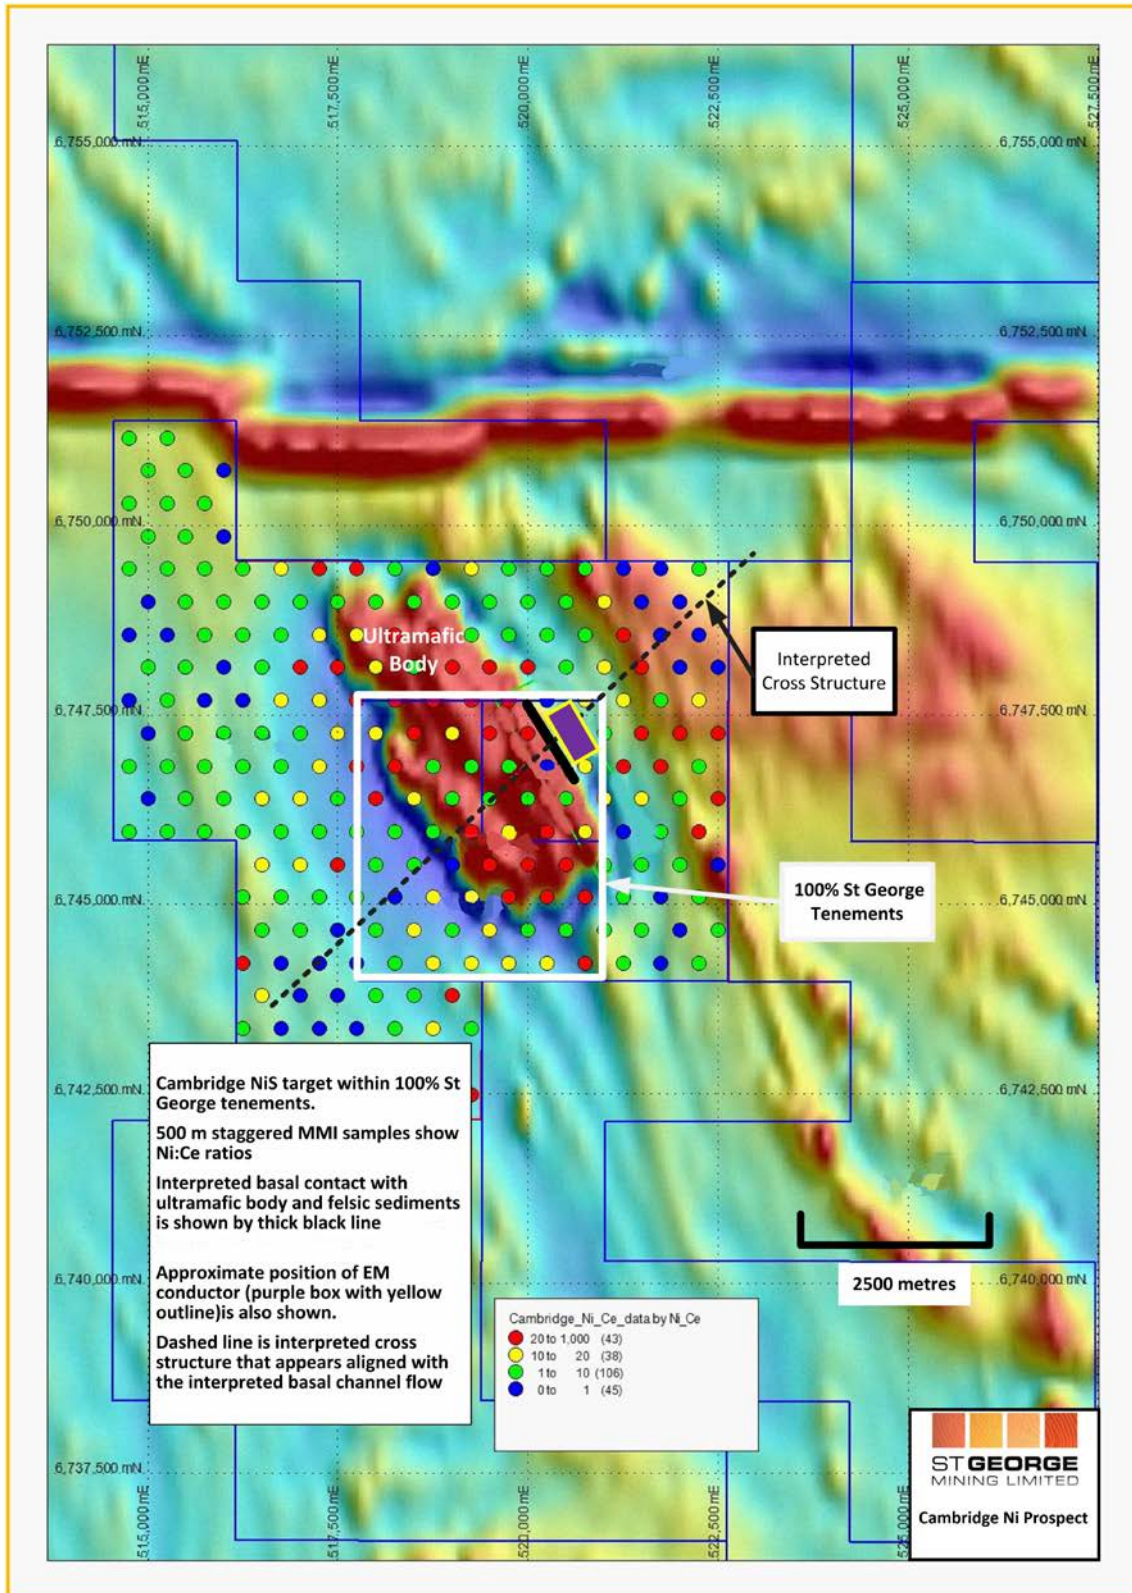 515,000 mE
517,500 mE
520,000 mE
522,500 mE
525,000 mE
527,500 mE
6,755,000 mN
6,755,000 mN
6,752,500 mN
6,752,500 mN
6,750,000 mN
6,750,000 mN
Ultramafic
Body
Interpreted
Cross Structure
6,747,500 mN
6,747,500 mN
100% St George
Tenements
6,745,000 mN
6,745,000 mN
Cambridge NiS target within 100% St
George tenements.
500 m staggered MMI samples show
Ni:Ce ratios
Interpreted basal contact with
ultramafic body and felsic sediments
is shown by thick black line
Approximate position of EM
conductor (purple box with yellow
outline)is also shown.
Dashed line is interpreted cross
structure that appears aligned with
the interpreted basal channel flow
6,742,500 mN
6,742,500 mN
2500 metres
6,740,000 mN
6,740,000 mN
Cambridge_Ni_Ce_data by Ni_Ce
20 to 1,000 (43)
10 to 20 (38)
1 to 10 (106)
0 to 1 (45)
ST GEORGE
MINING LIMITED
Cambridge Ni Prospect
6,737,500 mN
515,000 mE
517,500 mE
520,000 mE
522,500 mE
525,000 mE